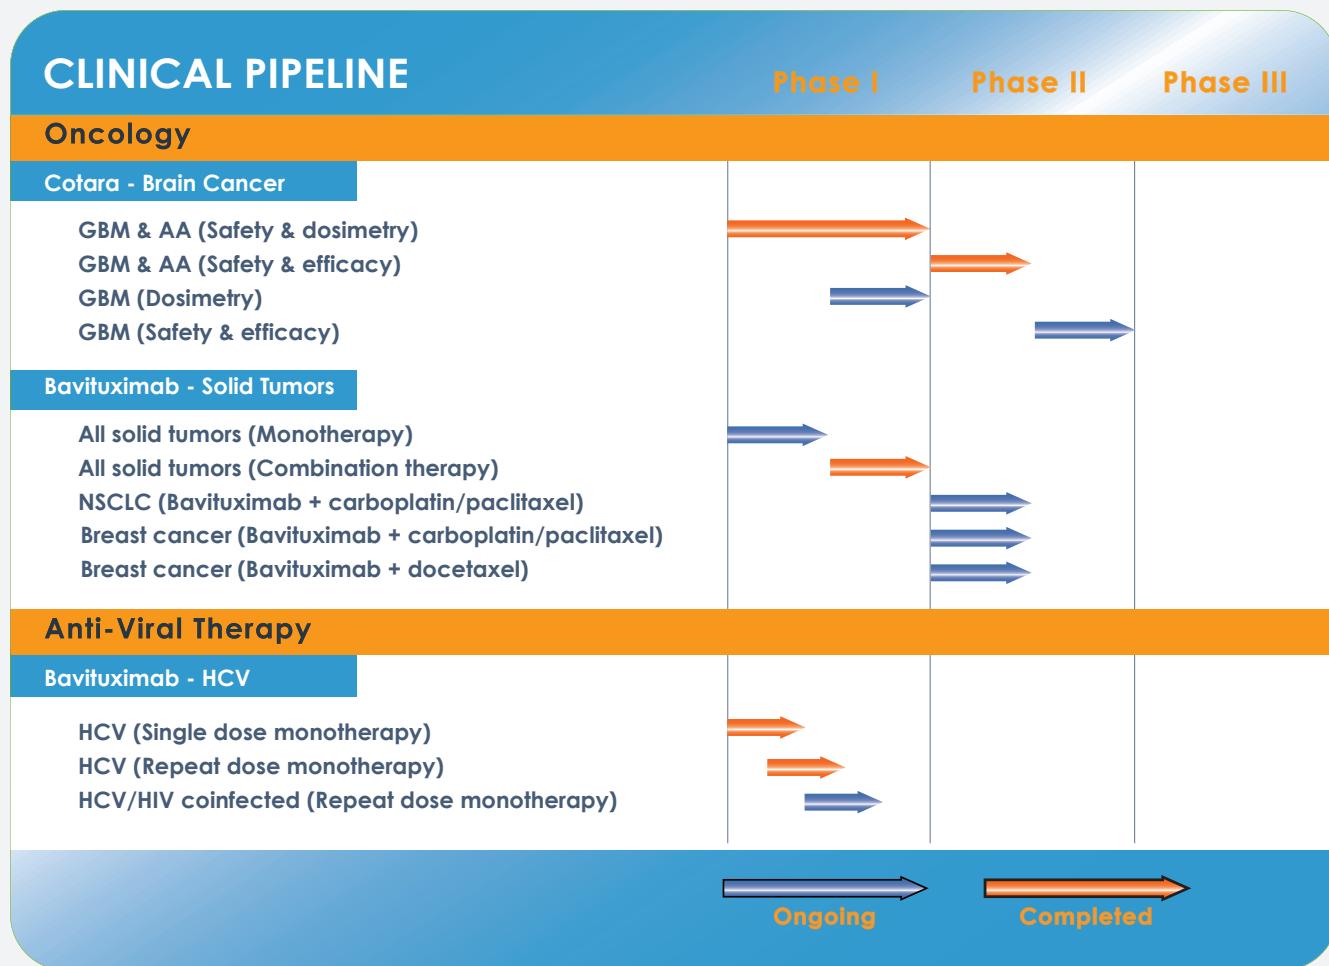 CLINICAL PIPELINE
Phase I
Phase II
Phase III
Oncology
Cotara - Brain Cancer
GBM & AA (Safety & dosimetry)
GBM & AA (Safety & efficacy)
GBM (Dosimetry)
GBM (Safety & efficacy)
Bavituximab - Solid Tumors
All solid tumors (Monotherapy)
All solid tumors (Combination therapy)
NSCLC (Bavituximab + carboplatin/paclitaxel)
Breast cancer (Bavituximab + carboplatin/paclitaxel)
Breast cancer (Bavituximab + docetaxel)
Anti-Viral Therapy
Bavituximab - HCV
HCV (Single dose monotherapy)
HCV (Repeat dose monotherapy)
HCV/HIV coinfected (Repeat dose monotherapy)
Ongoing
Completed